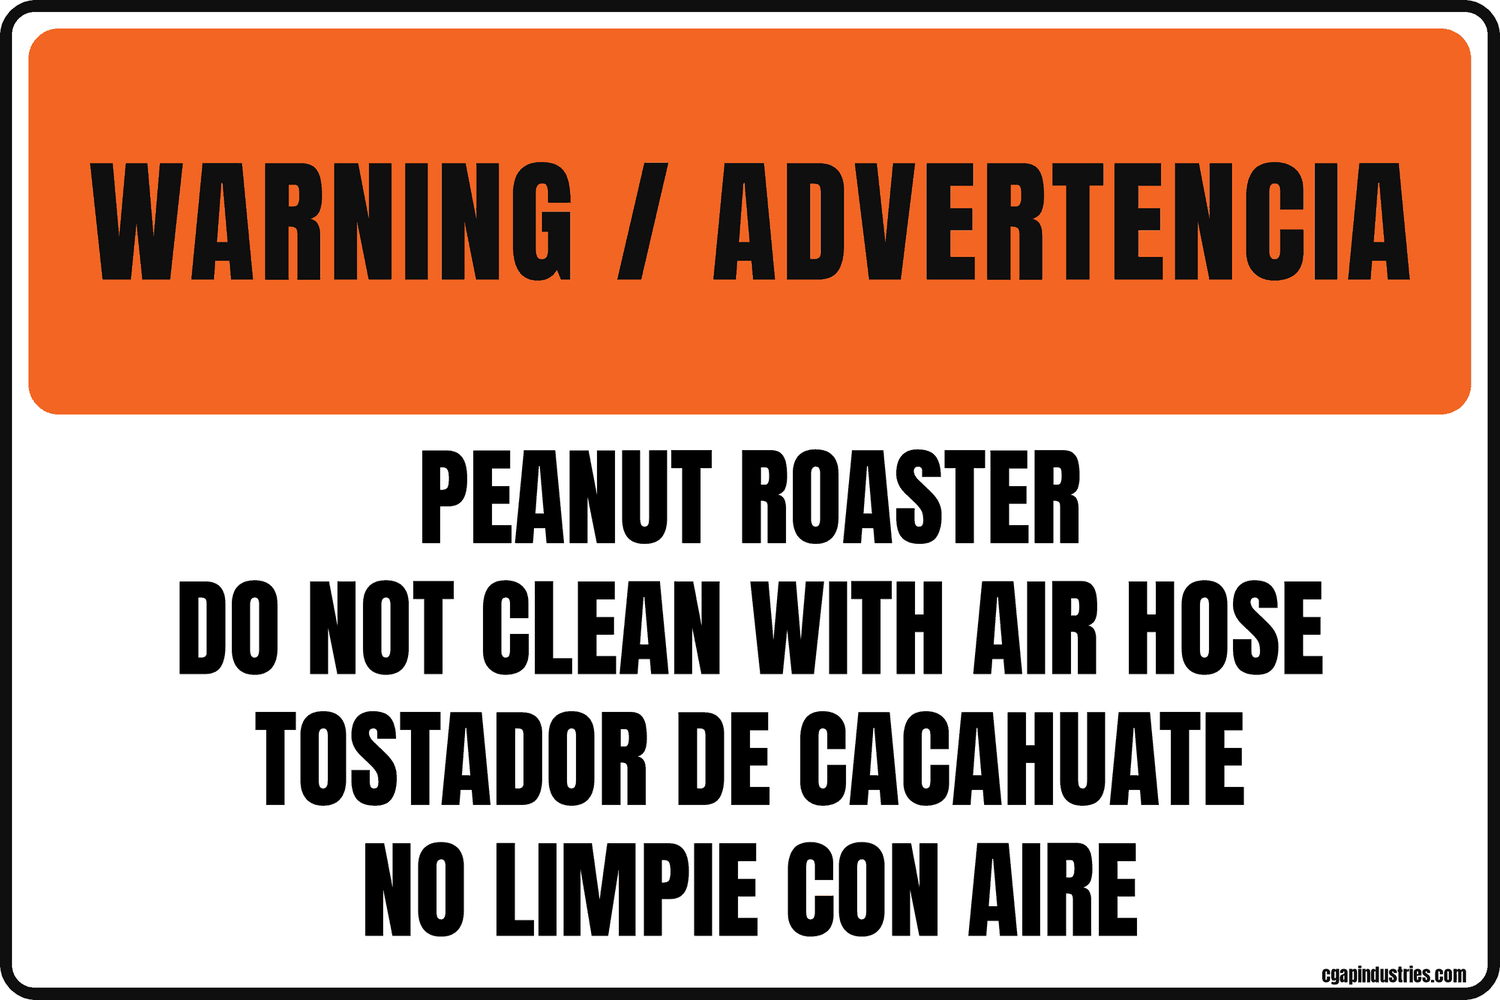 WARNING / ADVERTENCIA
PEANUT ROASTER
DO NOT CLEAN WITH AIR HOSE
TOSTADOR DE CACAHUATE
NO LIMPIE CON AIRE
cgapindustries.com